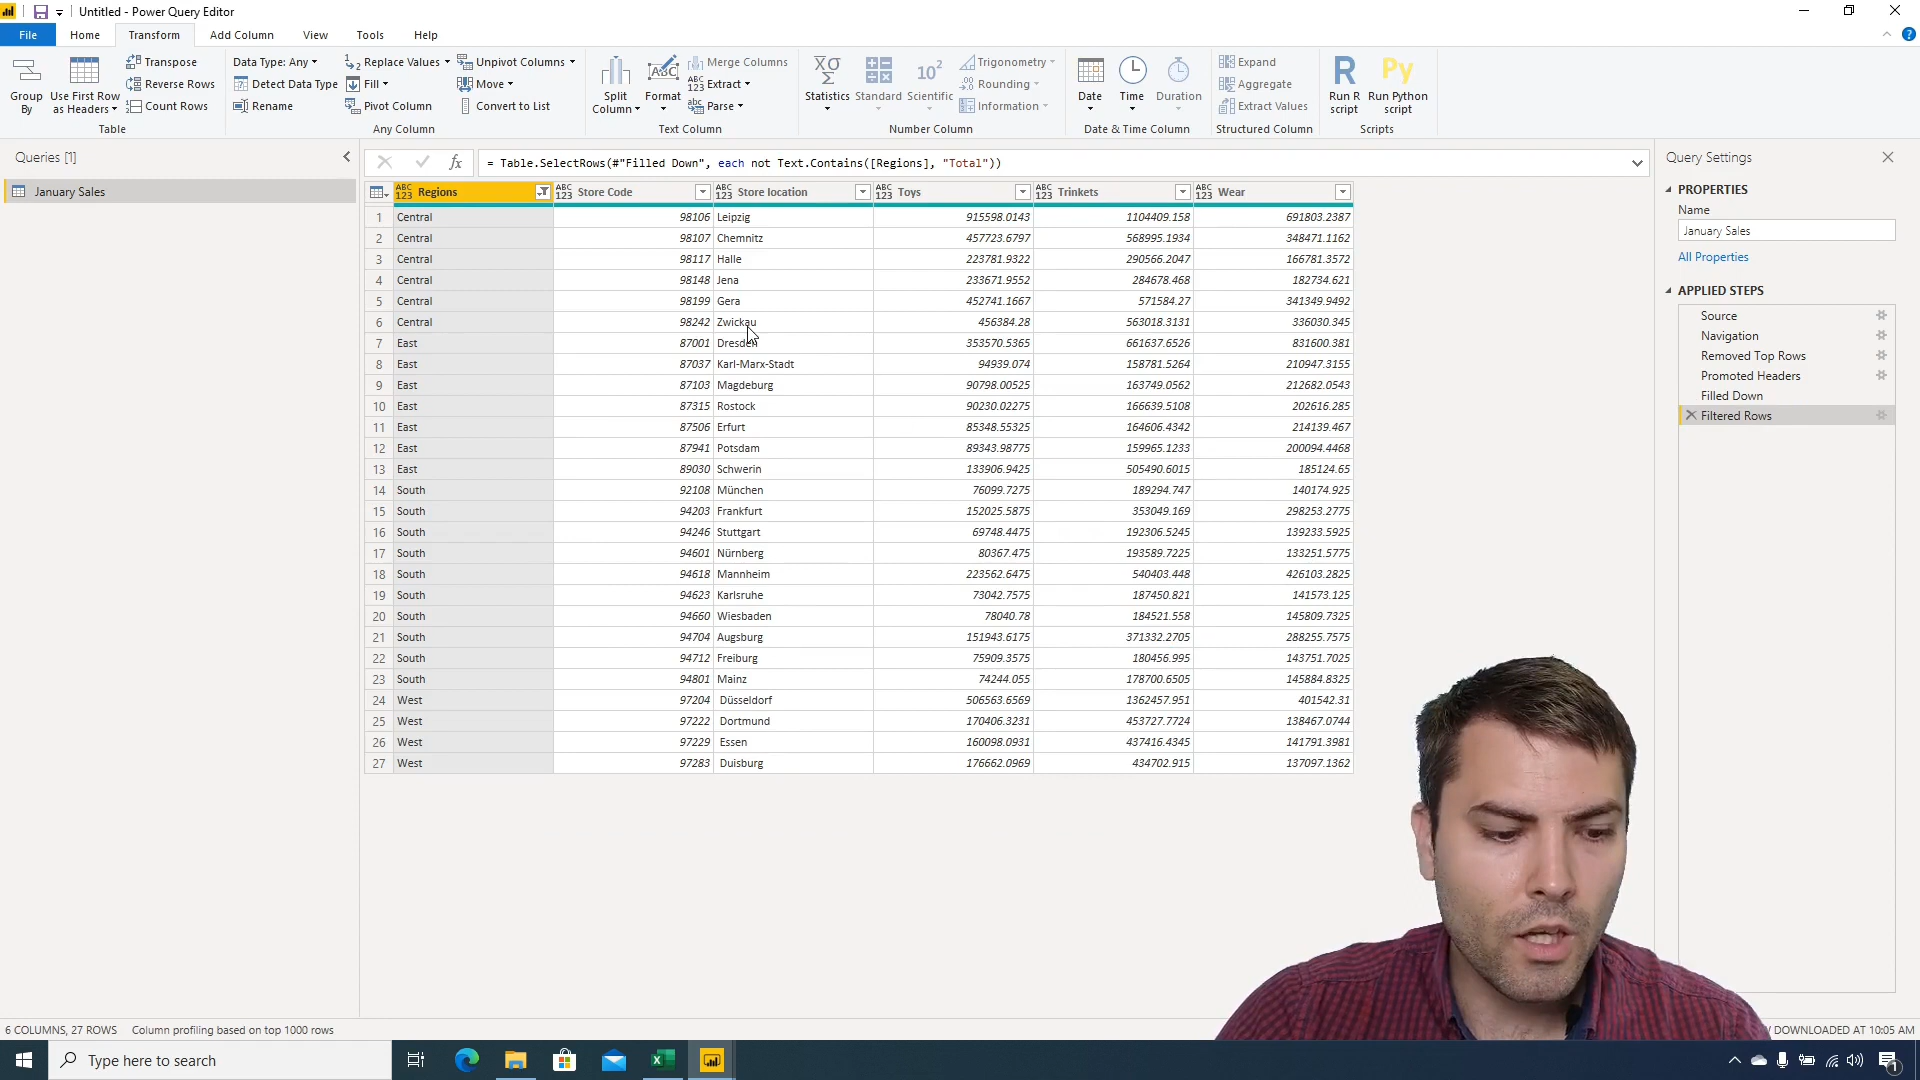 Untitled - Power Query Editor
File Home Transform Add Column View Tools Help
Group By
Use First Row as Headers
Transpose
Reverse Rows
Count Rows
Table
Data Type: Any
Detect Data Type
Rename
Replace Values
Fill
Pivot Column
Unpivot Columns
Move
Convert to List
Any Column
Split Column
Format
Merge Columns
Extract
Parse
Text Column
Statistics
Standard
Scientific
Trigonometry
Rounding
Information
Number Column
Date
Time
Duration
Date & Time Column
Expand
Aggregate
Extract Values
Structured Column
Run R script
Run Python script
Scripts
Queries [1]
January Sales
= Table.SelectRows(#"Filled Down", each not Text.Contains([Regions], "Total"))
Regions Store Code Store location Toys Trinkets Wear
1 Central 98106 Leipzig 915598.0143 1104409.158 691803.2387
2 Central 98107 Chemnitz 457723.6797 568995.1934 348471.1162
3 Central 98117 Halle 223781.9322 290566.2047 166781.3572
4 Central 98148 Jena 233671.9552 284678.468 182734.621
5 Central 98199 Gera 452741.1667 571584.27 341349.9492
6 Central 98242 Zwickau 456384.28 563018.3131 336030.345
7 East 87001 Dresden 353570.5365 661637.6526 831600.381
8 East 87037 Karl-Marx-Stadt 94939.074 158781.5264 210947.3155
9 East 87103 Magdeburg 90798.00525 163749.0562 212682.0543
10 East 87315 Rostock 90230.02275 166639.5108 202616.285
11 East 87506 Erfurt 85348.55325 164606.4342 214139.467
12 East 87941 Potsdam 89343.98775 159965.1233 200094.4468
13 East 89030 Schwerin 133906.9425 505490.6015 185124.65
14 South 92108 München 76099.7275 189294.747 140174.925
15 South 94203 Frankfurt 152025.5875 353049.169 298253.2775
16 South 94246 Stuttgart 69748.4475 192306.5245 139233.5925
17 South 94601 Nürnberg 80367.475 193589.7225 133251.5775
18 South 94618 Mannheim 223562.6475 540403.448 426103.2825
19 South 94623 Karlsruhe 73042.7575 187450.821 141573.125
20 South 94660 Wiesbaden 78040.78 184521.558 145809.7325
21 South 94704 Augsburg 151943.6175 371332.2705 288255.7575
22 South 94712 Freiburg 75909.3575 180456.995 143751.7025
23 South 94801 Mainz 74244.055 178700.6505 145884.8325
24 West 97204 Düsseldorf 506563.6569 1362457.951 401542.31
25 West 97222 Dortmund 170406.3231 453727.7724 138467.0744
26 West 97229 Essen 160098.0931 437416.4345 141791.3981
27 West 97283 Duisburg 176662.0969 434702.915 137097.1362
Query Settings
PROPERTIES
Name
January Sales
All Properties
APPLIED STEPS
Source
Navigation
Removed Top Rows
Promoted Headers
Filled Down
Filtered Rows
6 COLUMNS, 27 ROWS Column profiling based on top 1000 rows
DOWNLOADED AT 10:05 AM
Type here to search